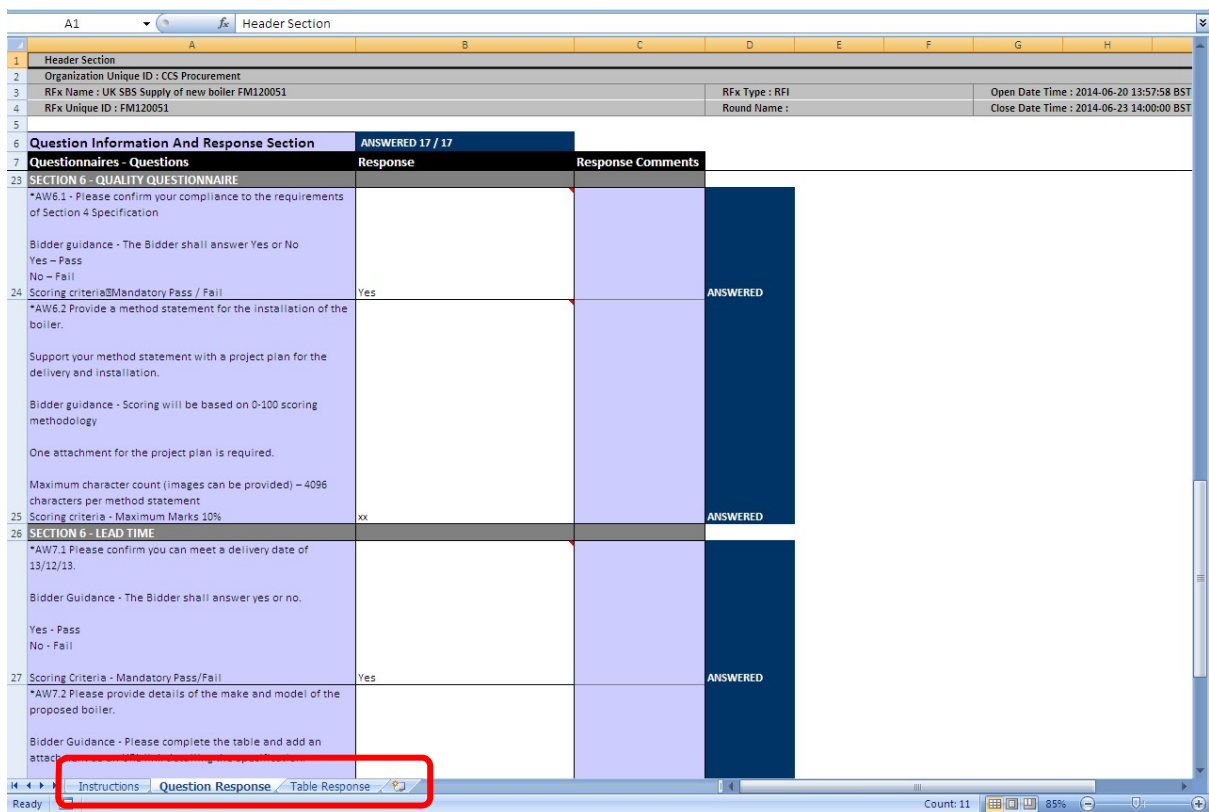 A1 fx Header Section
A B C D E F G H
1 Header Section
2 Organization Unique ID : CCS Procurement
3 RFx Name : UK SBS Supply of new boiler FM120051 RFx Type : RFI Open Date Time : 2014-06-20 13:57:58 BST
4 RFx Unique ID : FM120051 Round Name : Close Date Time : 2014-06-23 14:00:00 BST
5
6 Question Information And Response Section ANSWERED 17 / 17
7 Questionnaires - Questions Response Response Comments
23 SECTION 6 - QUALITY QUESTIONNAIRE
*AW6.1 - Please confirm your compliance to the requirements
of Section 4 Specification
Bidder guidance - The Bidder shall answer Yes or No
Yes – Pass
No – Fail
24 Scoring criteria Mandatory Pass / Fail Yes ANSWERED
*AW6.2 Provide a method statement for the installation of the
boiler.
Support your method statement with a project plan for the
delivery and installation.
Bidder guidance - Scoring will be based on 0-100 scoring
methodology
One attachment for the project plan is required.
Maximum character count (images can be provided) – 4096
characters per method statement
25 Scoring criteria - Maximum Marks 10% xx ANSWERED
26 SECTION 6 - LEAD TIME
*AW7.1 Please confirm you can meet a delivery date of
13/12/13.
Bidder Guidance - The Bidder shall answer yes or no.
Yes - Pass
No - Fail
27 Scoring Criteria - Mandatory Pass/Fail Yes ANSWERED
*AW7.2 Please provide details of the make and model of the
proposed boiler.
Bidder Guidance - Please complete the table and add an
Instructions Question Response Table Response
Ready Count: 11 85%